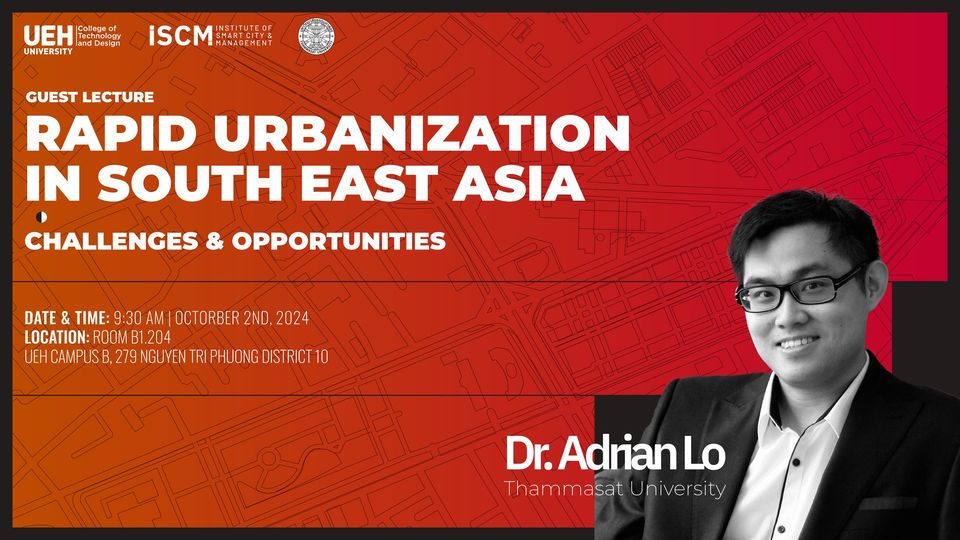 UEH UNIVERSITY
College of
Technology
and Design
iSCM
INSTITUTE OF
SMART CITY &
MANAGEMENT
GUEST LECTURE
RAPID URBANIZATION
IN SOUTH EAST ASIA
CHALLENGES & OPPORTUNITIES
DATE & TIME: 9:30 AM | OCTORBER 2ND, 2024
LOCATION: ROOM B1.204
UEH CAMPUS B, 279 NGUYEN TRI PHUONG DISTRICT 10
Dr. Adrian Lo
Thammasat University